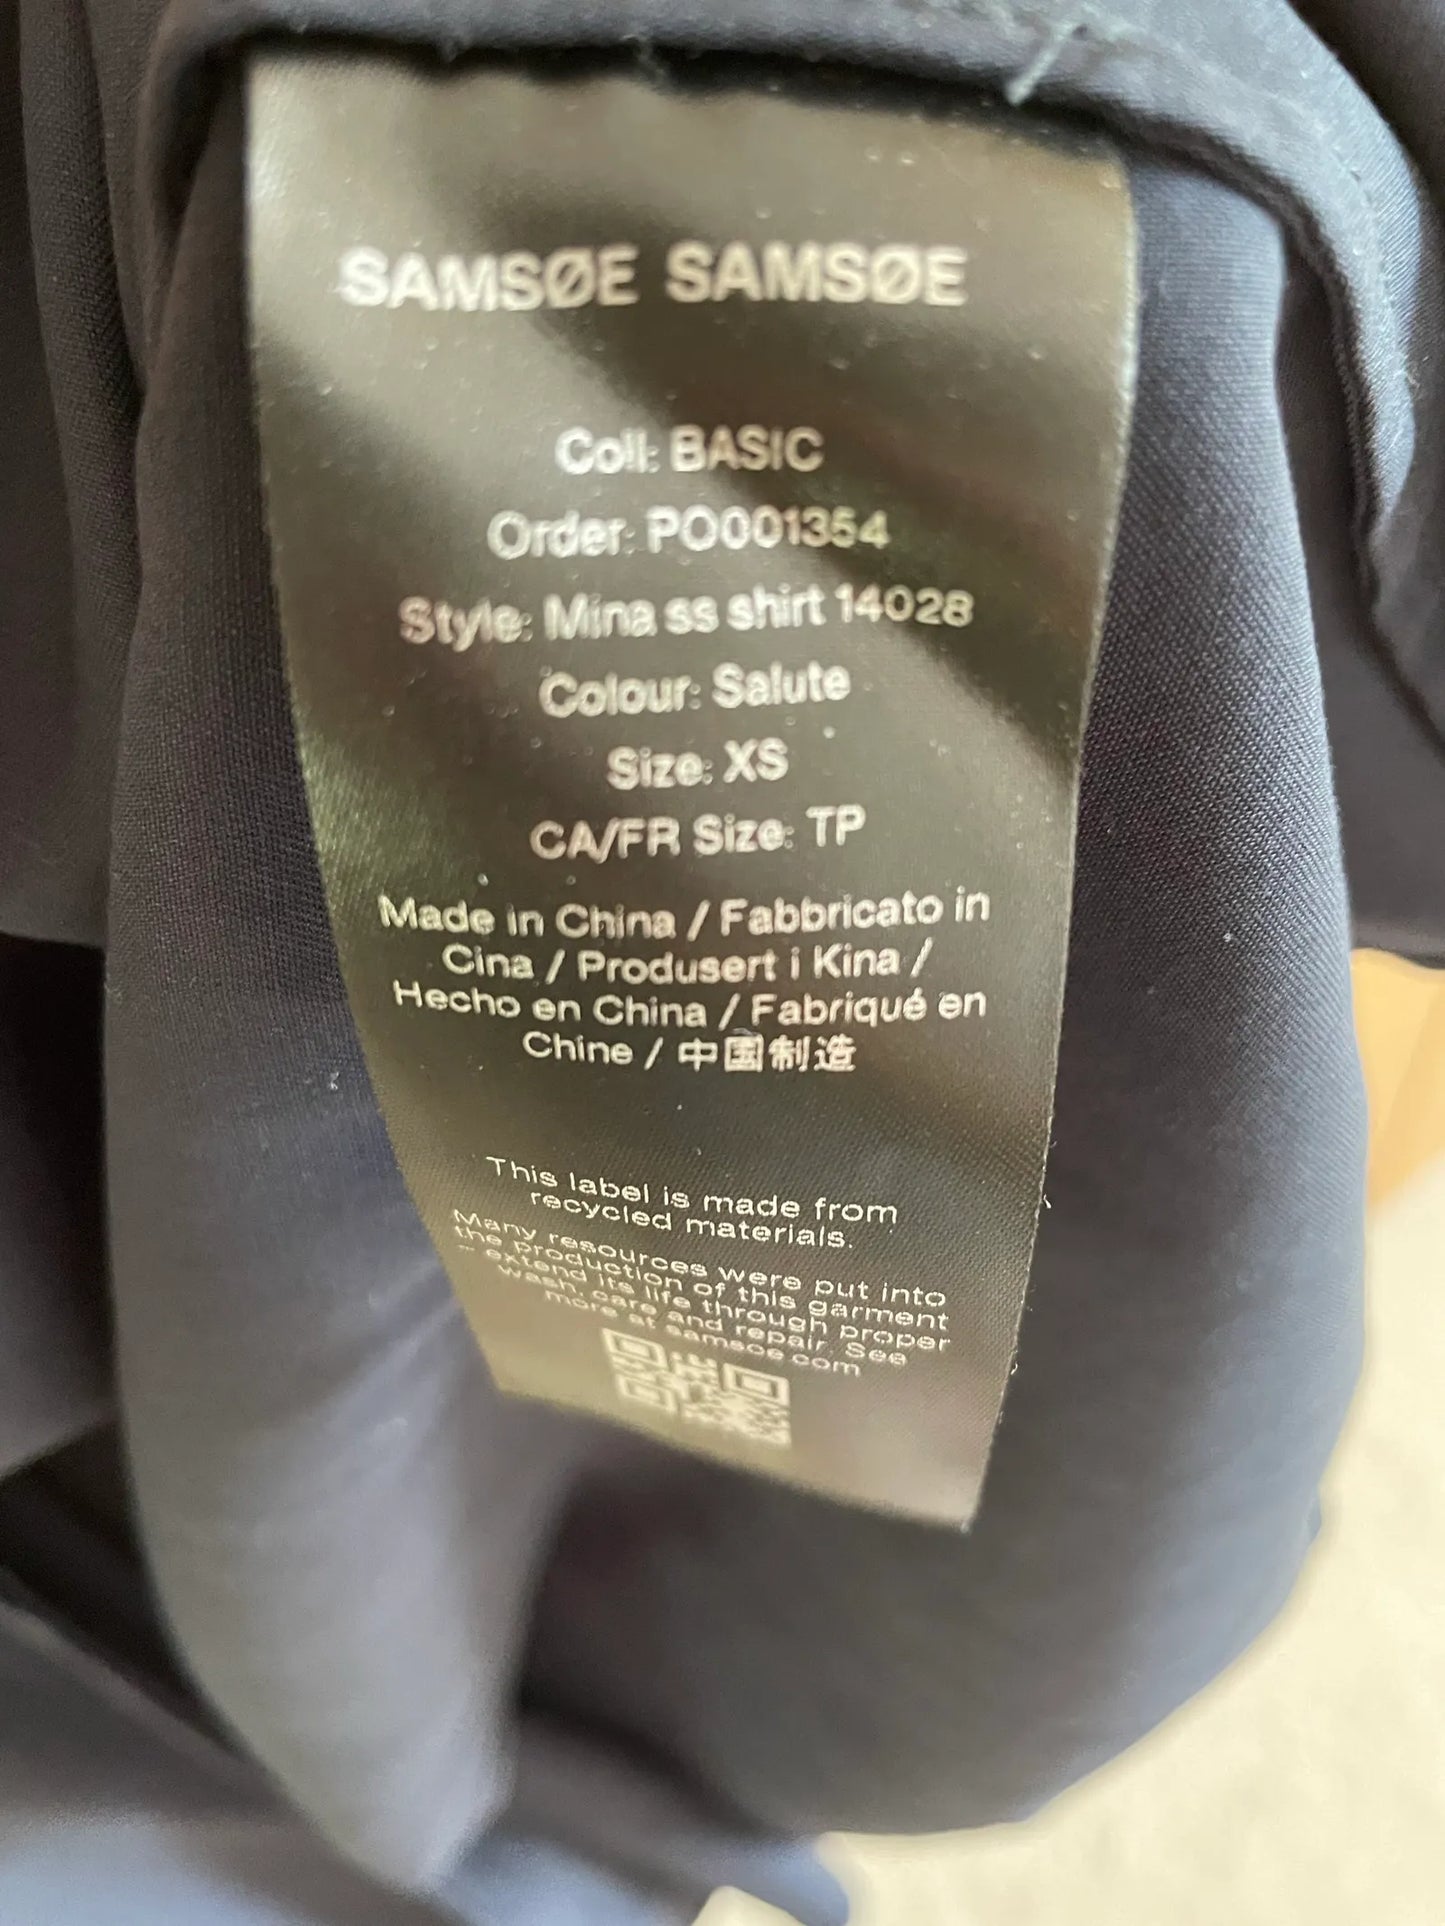 SAMSØE SAMSØE
Coll: BASIC
Order: PO001354
Style: Mina ss shirt 14028
Colour: Salute
Size: XS
CA/FR Size: TP
Made in China / Fabbricato in
Cina / Produsert i Kina /
Hecho en China / Fabriqué en
Chine / 中国制造
This label is made from
recycled materials.
Many resources were put into
the production of this garment
– extend its life through proper
wash, care and repair. See
more at samsoe.com